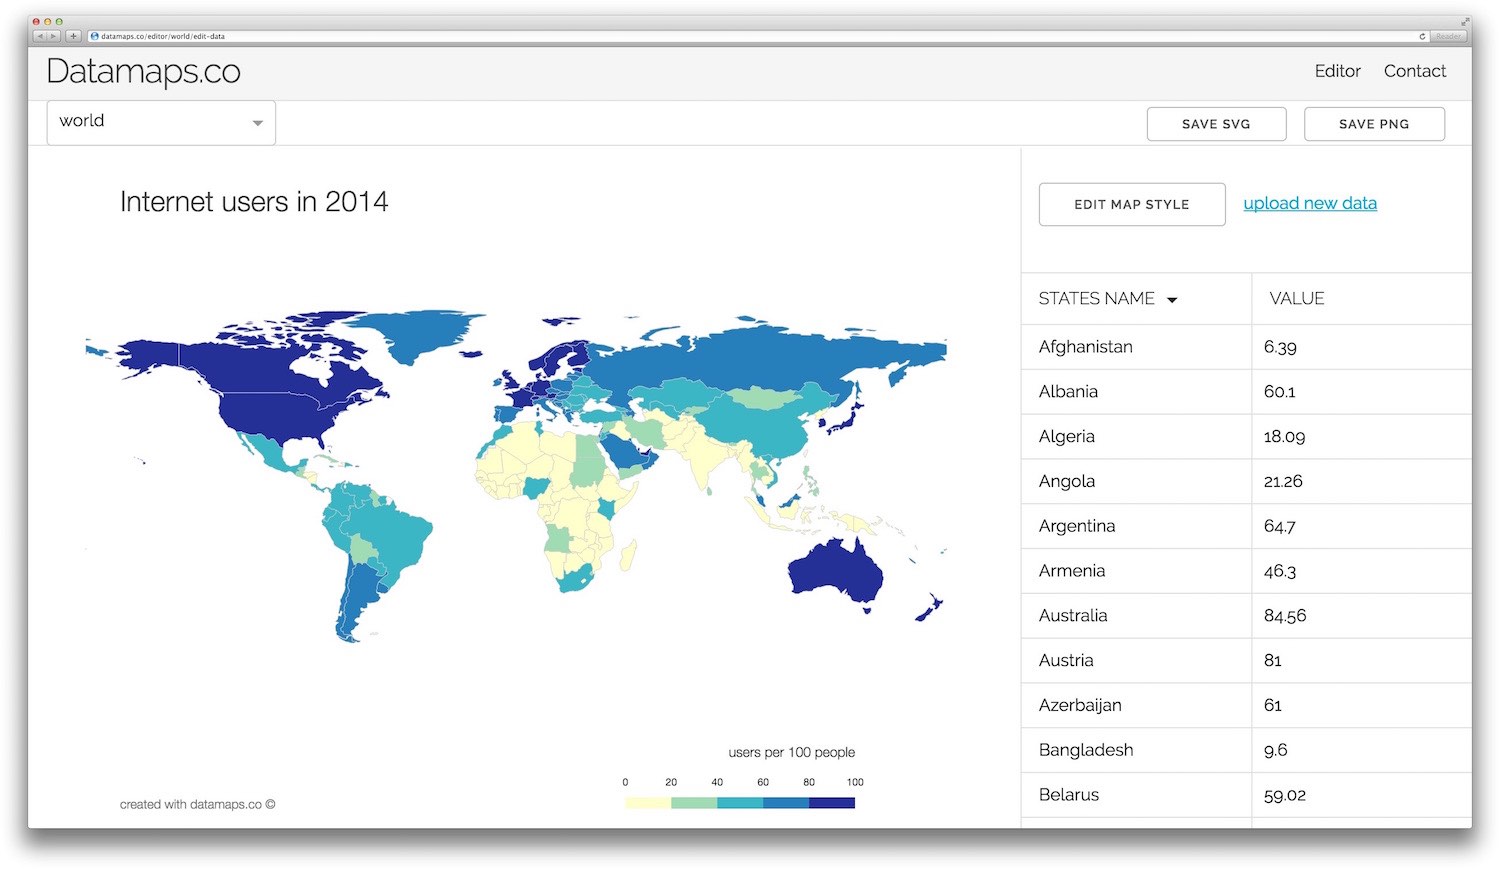 datamaps.co/editor/world/edit-data
Reader
Datamaps.co
Editor Contact
world
SAVE SVG SAVE PNG
Internet users in 2014
EDIT MAP STYLE upload new data
STATES NAME VALUE
Afghanistan 6.39
Albania 60.1
Algeria 18.09
Angola 21.26
Argentina 64.7
Armenia 46.3
Australia 84.56
Austria 81
Azerbaijan 61
Bangladesh 9.6
Belarus 59.02
users per 100 people
0 20 40 60 80 100
created with datamaps.co ©